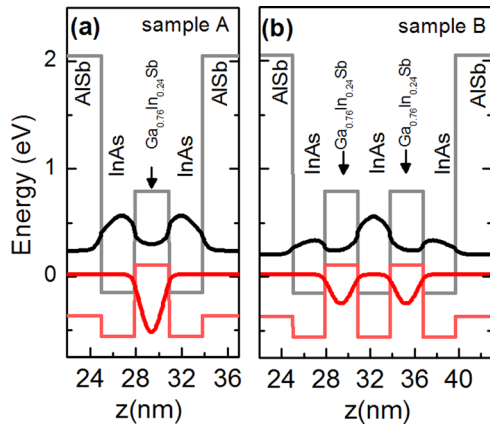 (a) sample A
(b) sample B
Energy (eV)
2
1
0
AlSb
InAs
Ga0.76In0.24Sb
InAs
AlSb
AlSb
InAs
Ga0.76In0.24Sb
InAs
Ga0.76In0.24Sb
InAs
AlSb
24 28 32 36
24 28 32 36 40
z(nm)
z(nm)